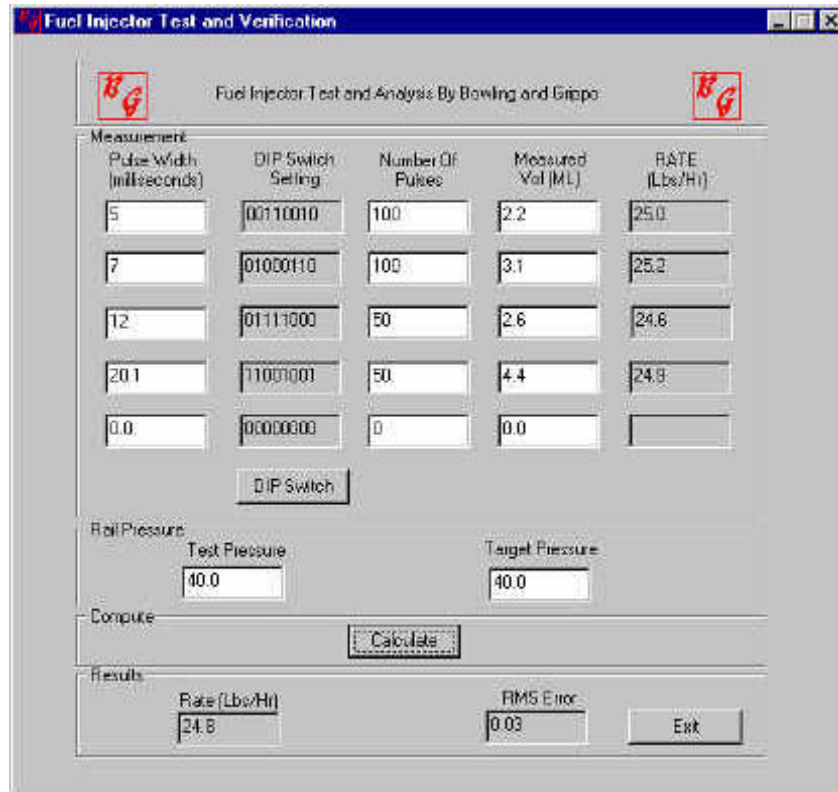 Fuel Injector Test and Verification
B G
Fuel Injector Test and Analysis By Bowling and Grippo
B G
Measurement
Pulse Width (milliseconds)
DIP Switch Setting
Number Of Pulses
Measured Vol (ML)
RATE (Lbs/Hr)
5 00110010 100 2.2 25.0
7 01000110 100 3.1 25.2
12 01111000 50 2.6 24.6
20.1 11001001 50 4.4 24.9
0.0 00000000 0 0.0
DIP Switch
Rail Pressure
Test Pressure Target Pressure
40.0 40.0
Compute
Calculate
Results
Rate (Lbs/Hr) RMS Error
24.8 0.03 Exit